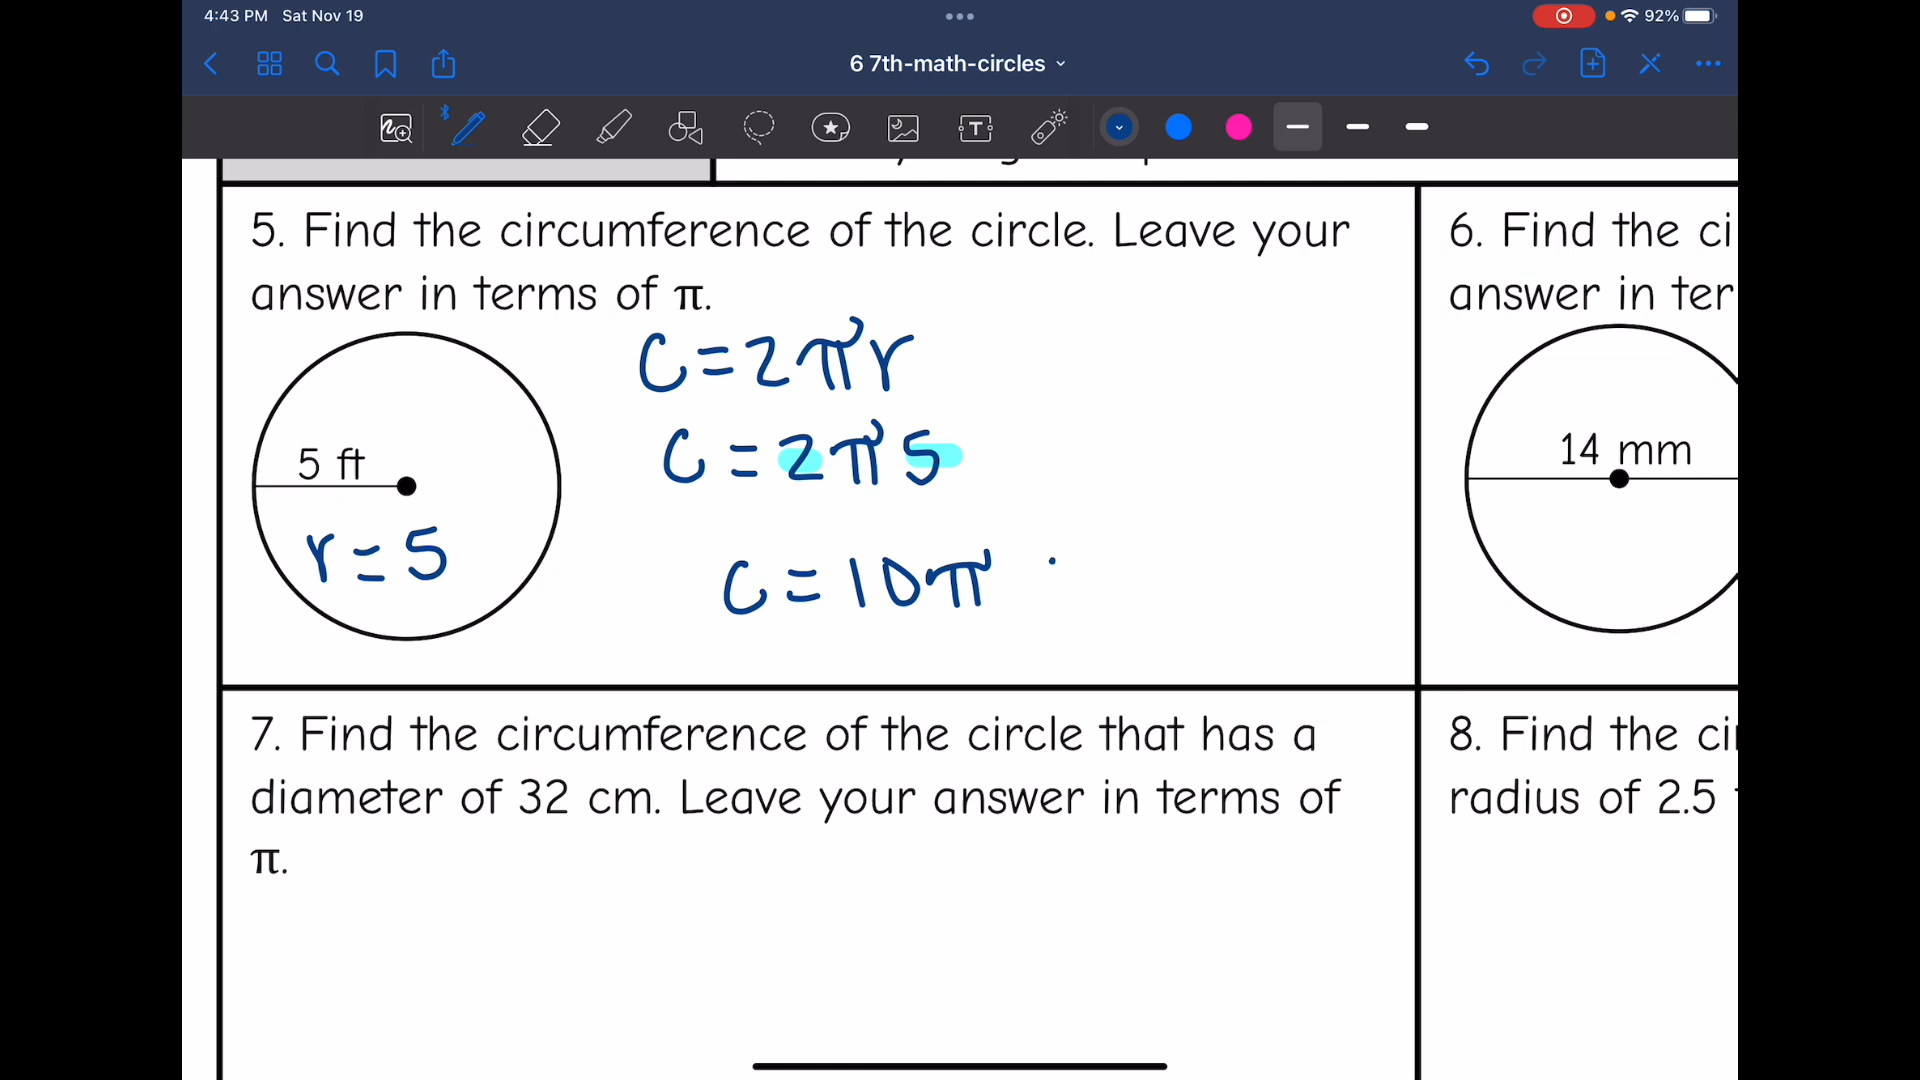 4:43 PM Sat Nov 19
92%
6 7th-math-circles
5. Find the circumference of the circle. Leave your
answer in terms of π.
5 ft
r = 5
C = 2πr
C = 2π5
C = 10π
6. Find the ci
answer in ter
14 mm
7. Find the circumference of the circle that has a
diameter of 32 cm. Leave your answer in terms of
π.
8. Find the ci
radius of 2.5